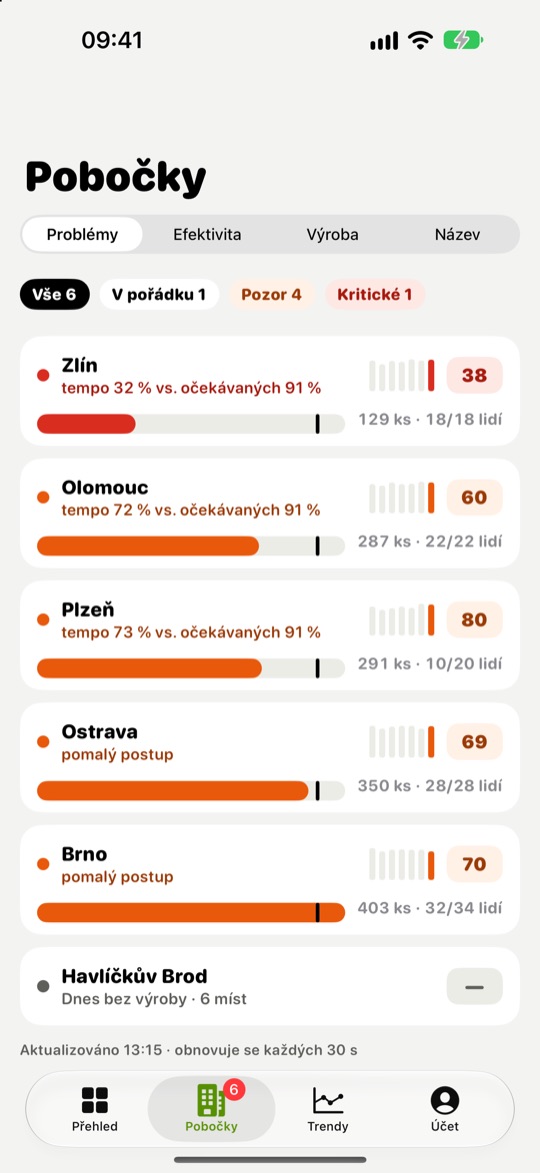 09:41
Pobočky
Problémy Efektivita Výroba Název
Vše 6 V pořádku 1 Pozor 4 Kritické 1
Zlín
38
tempo 32 % vs. očekávaných 91 %
129 ks · 18/18 lidí
Olomouc
60
tempo 72 % vs. očekávaných 91 %
287 ks · 22/22 lidí
Plzeň
80
tempo 73 % vs. očekávaných 91 %
291 ks · 10/20 lidí
Ostrava
69
pomalý postup
350 ks · 28/28 lidí
Brno
70
pomalý postup
403 ks · 32/34 lidí
Havlíčkův Brod
—
Dnes bez výroby · 6 míst
Aktualizováno 13:15 · obnovuje se každých 30 s
6
Přehled Pobočky Trendy Účet